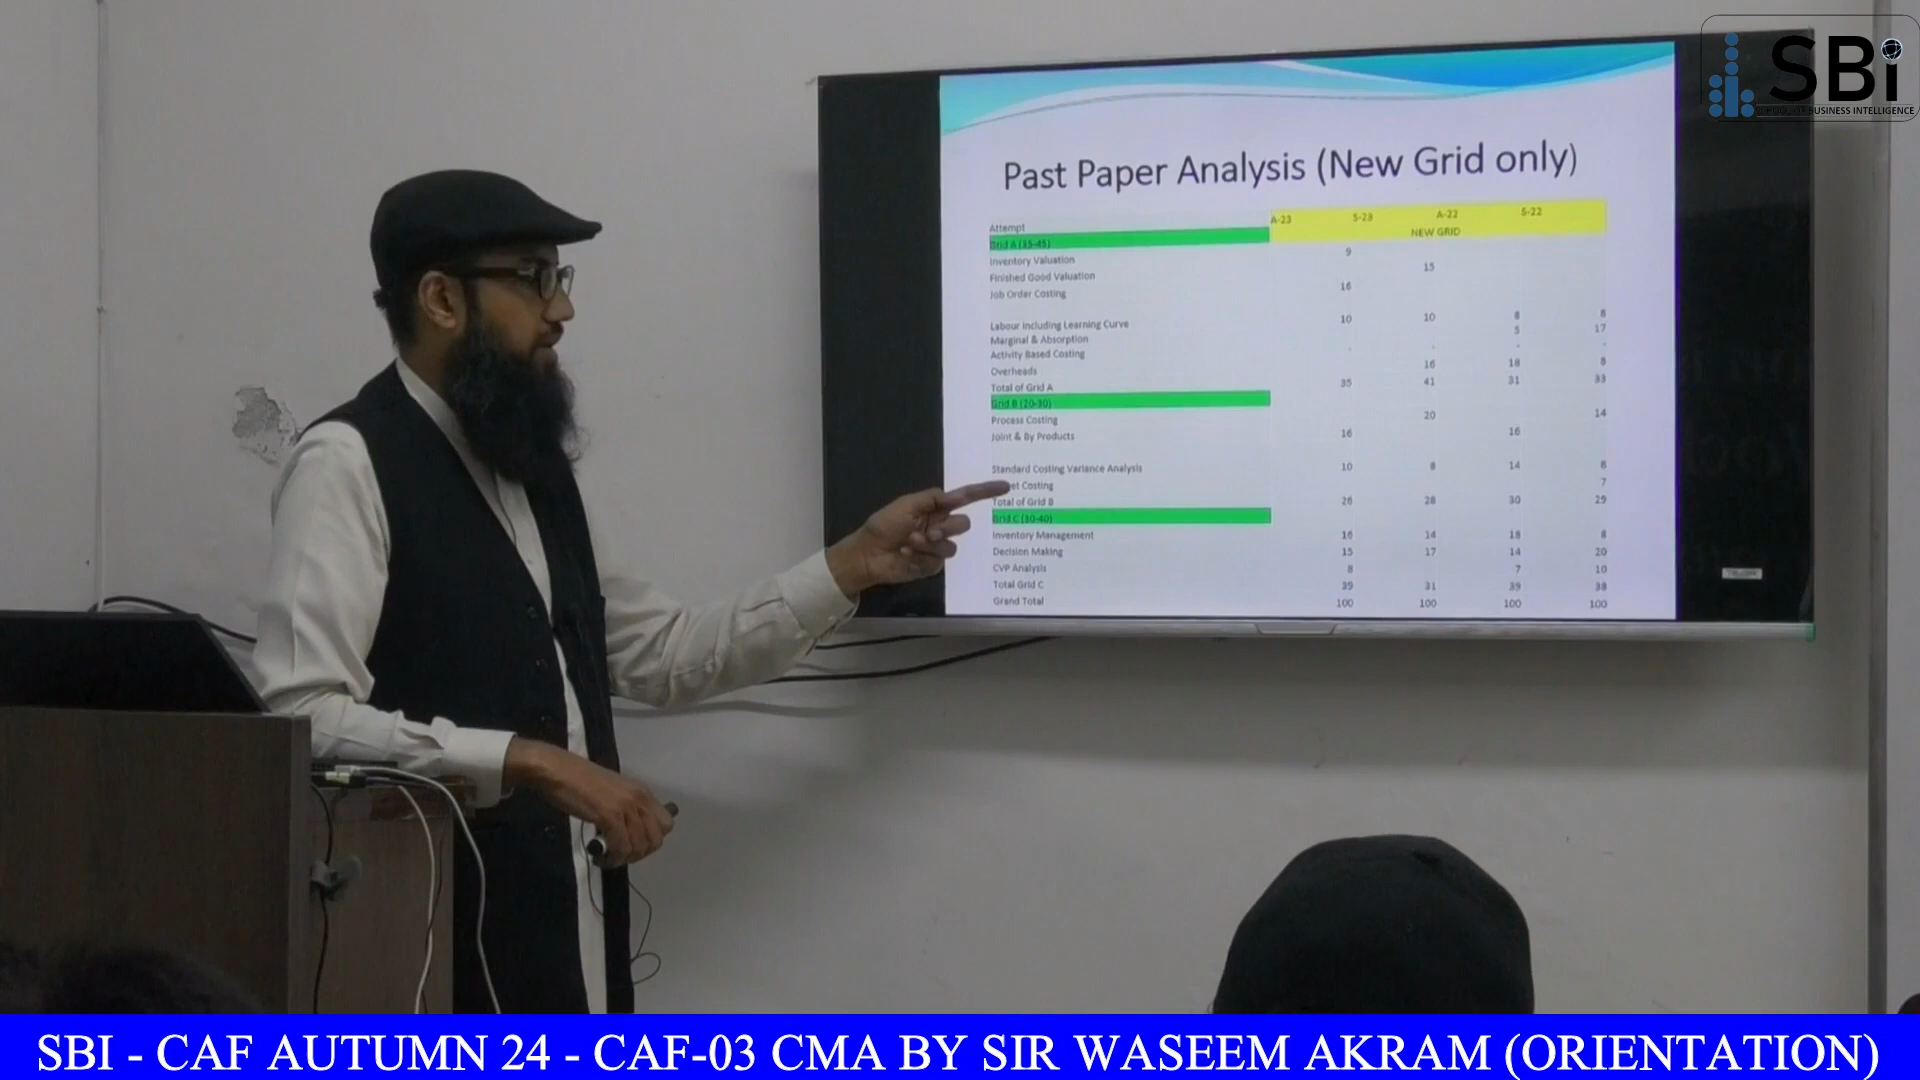 SBi
SCHOOL OF BUSINESS INTELLIGENCE
Past Paper Analysis (New Grid only)
Attempt A-23 S-23 A-22 S-22
Grid A (35-45) NEW GRID
Inventory Valuation 9
Finished Good Valuation 15
Job Order Costing 16
Labour Including Learning Curve 10 10 8 8
Marginal & Absorption 5 17
Activity Based Costing - - - -
Overheads 16 18 8
Total of Grid A 35 41 31 33
Grid B (20-30)
Process Costing 20 14
Joint & By Products 16 16
Standard Costing Variance Analysis 10 8 14 8
et Costing 7
Total of Grid B 26 28 30 29
Grid C (30-40)
Inventory Management 16 14 18 8
Decision Making 15 17 14 20
CVP Analysis 8 7 10
Total Grid C 39 31 39 38
Grand Total 100 100 100 100
SBI - CAF AUTUMN 24 - CAF-03 CMA BY SIR WASEEM AKRAM (ORIENTATION)